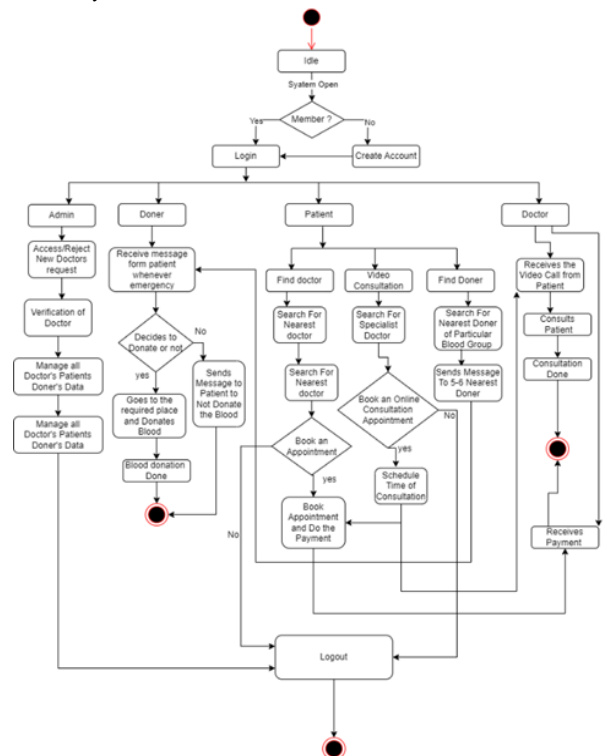 Idle
Syatem Open
Member ?
Yes
No
Login
Create Account
Admin
Doner
Patient
Doctor
Access/Reject
New Doctors
request
Receive message
form patient
whenever
emergency
Find doctor
Video
Consultation
Find Doner
Receives the
Video Call from
Patient
Verification of
Doctor
Decides to
Donate or not
No
yes
Search For
Nearest
doctor
Search For
Specialist
Doctor
Search For
Nearest Doner
of Particular
Blood Group
Consults
Patient
Manage all
Doctor's Patients
Doner's Data
Sends
Message to
Patient to
Not Donate the
Blood
Search For
Nearest
doctor
Sends Message
To 5-6 Nearest
Doner
Consultation
Done
Manage all
Doctor's Patients
Doner's Data
Goes to the
required place
and Donates
Blood
Book an Online
Consultation
Appointment
No
yes
Book an
Appointment
yes
No
Blood donation
Done
Schedule
Time of
Consultation
Book
Appointment
and Do the
Payment
Receives
Payment
Logout